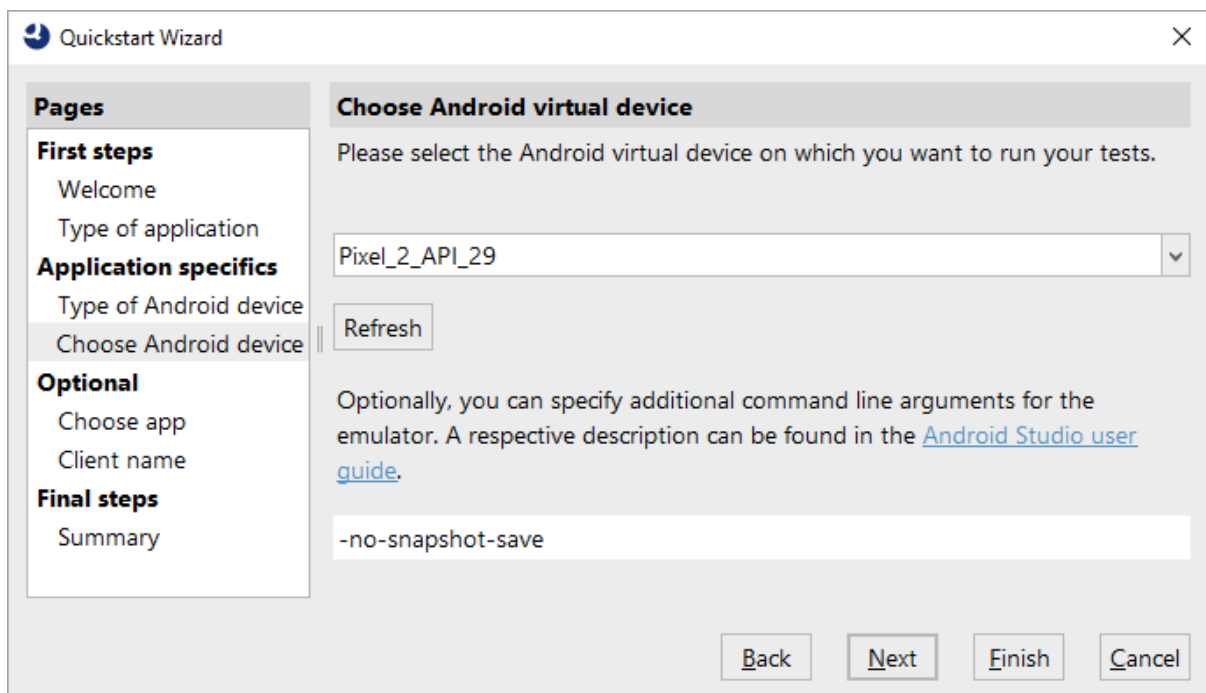 Quickstart Wizard
Pages
First steps
Welcome
Type of application
Application specifics
Type of Android device
Choose Android device
Optional
Choose app
Client name
Final steps
Summary
Choose Android virtual device
Please select the Android virtual device on which you want to run your tests.
Pixel_2_API_29
Refresh
Optionally, you can specify additional command line arguments for the
emulator. A respective description can be found in the Android Studio user
guide.
-no-snapshot-save
Back Next Finish Cancel